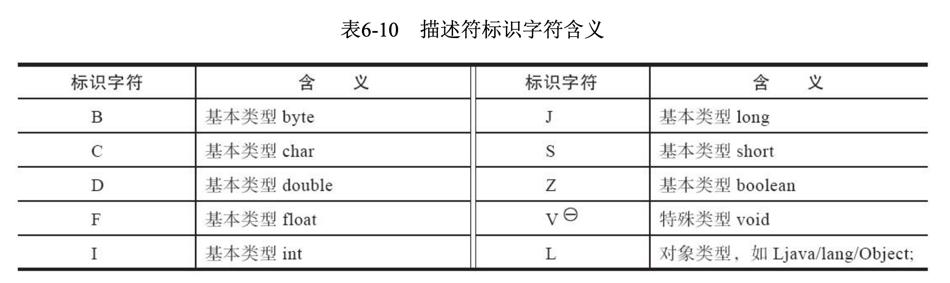 表6-10 描述符标识字符含义
标识字符 含 义 标识字符 含 义
B 基本类型 byte J 基本类型 long
C 基本类型 char S 基本类型 short
D 基本类型 double Z 基本类型 boolean
F 基本类型 float V㊀ 特殊类型 void
I 基本类型 int L 对象类型，如 Ljava/lang/Object;